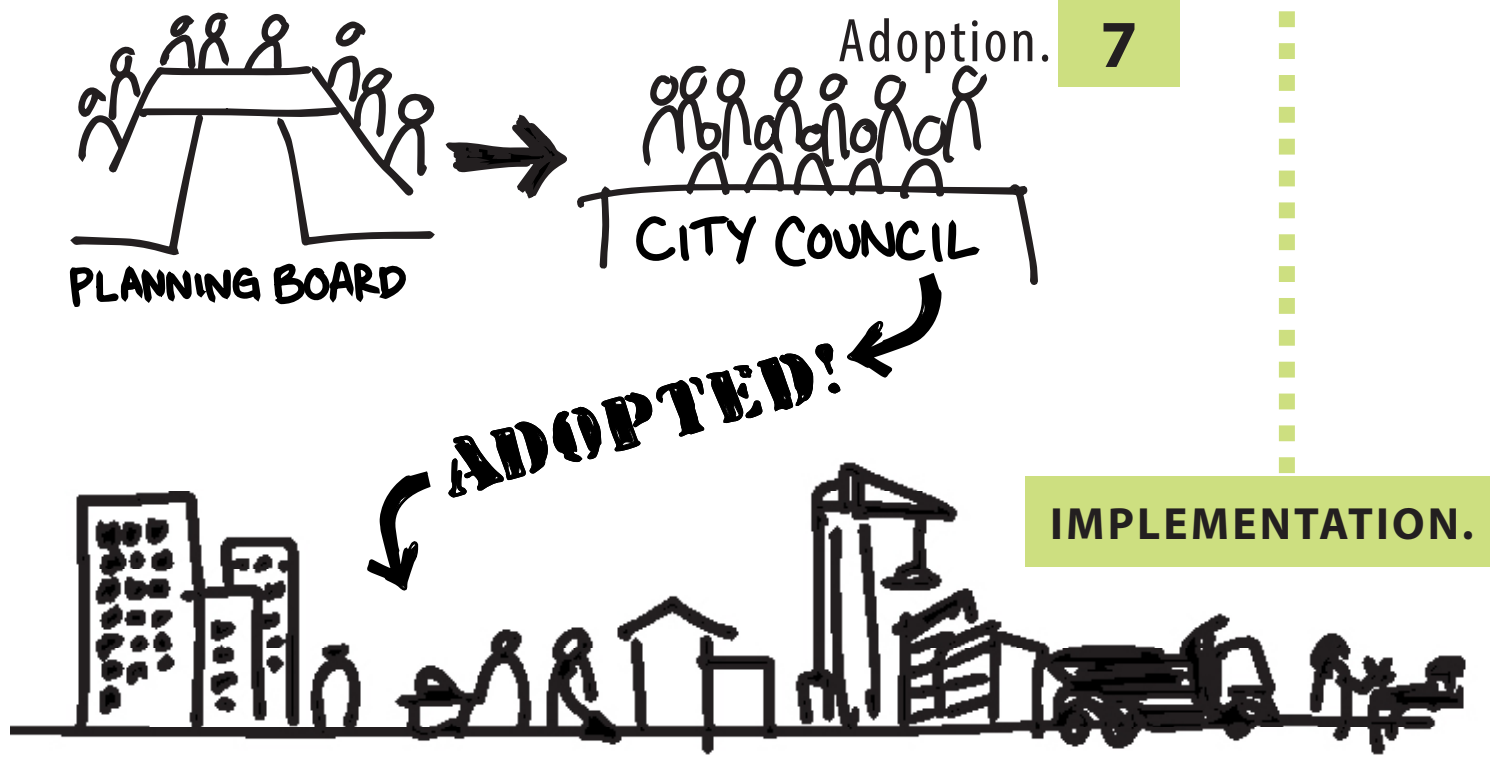 Adoption. 7
PLANNING BOARD
CITY COUNCIL
ADOPTED!
IMPLEMENTATION.